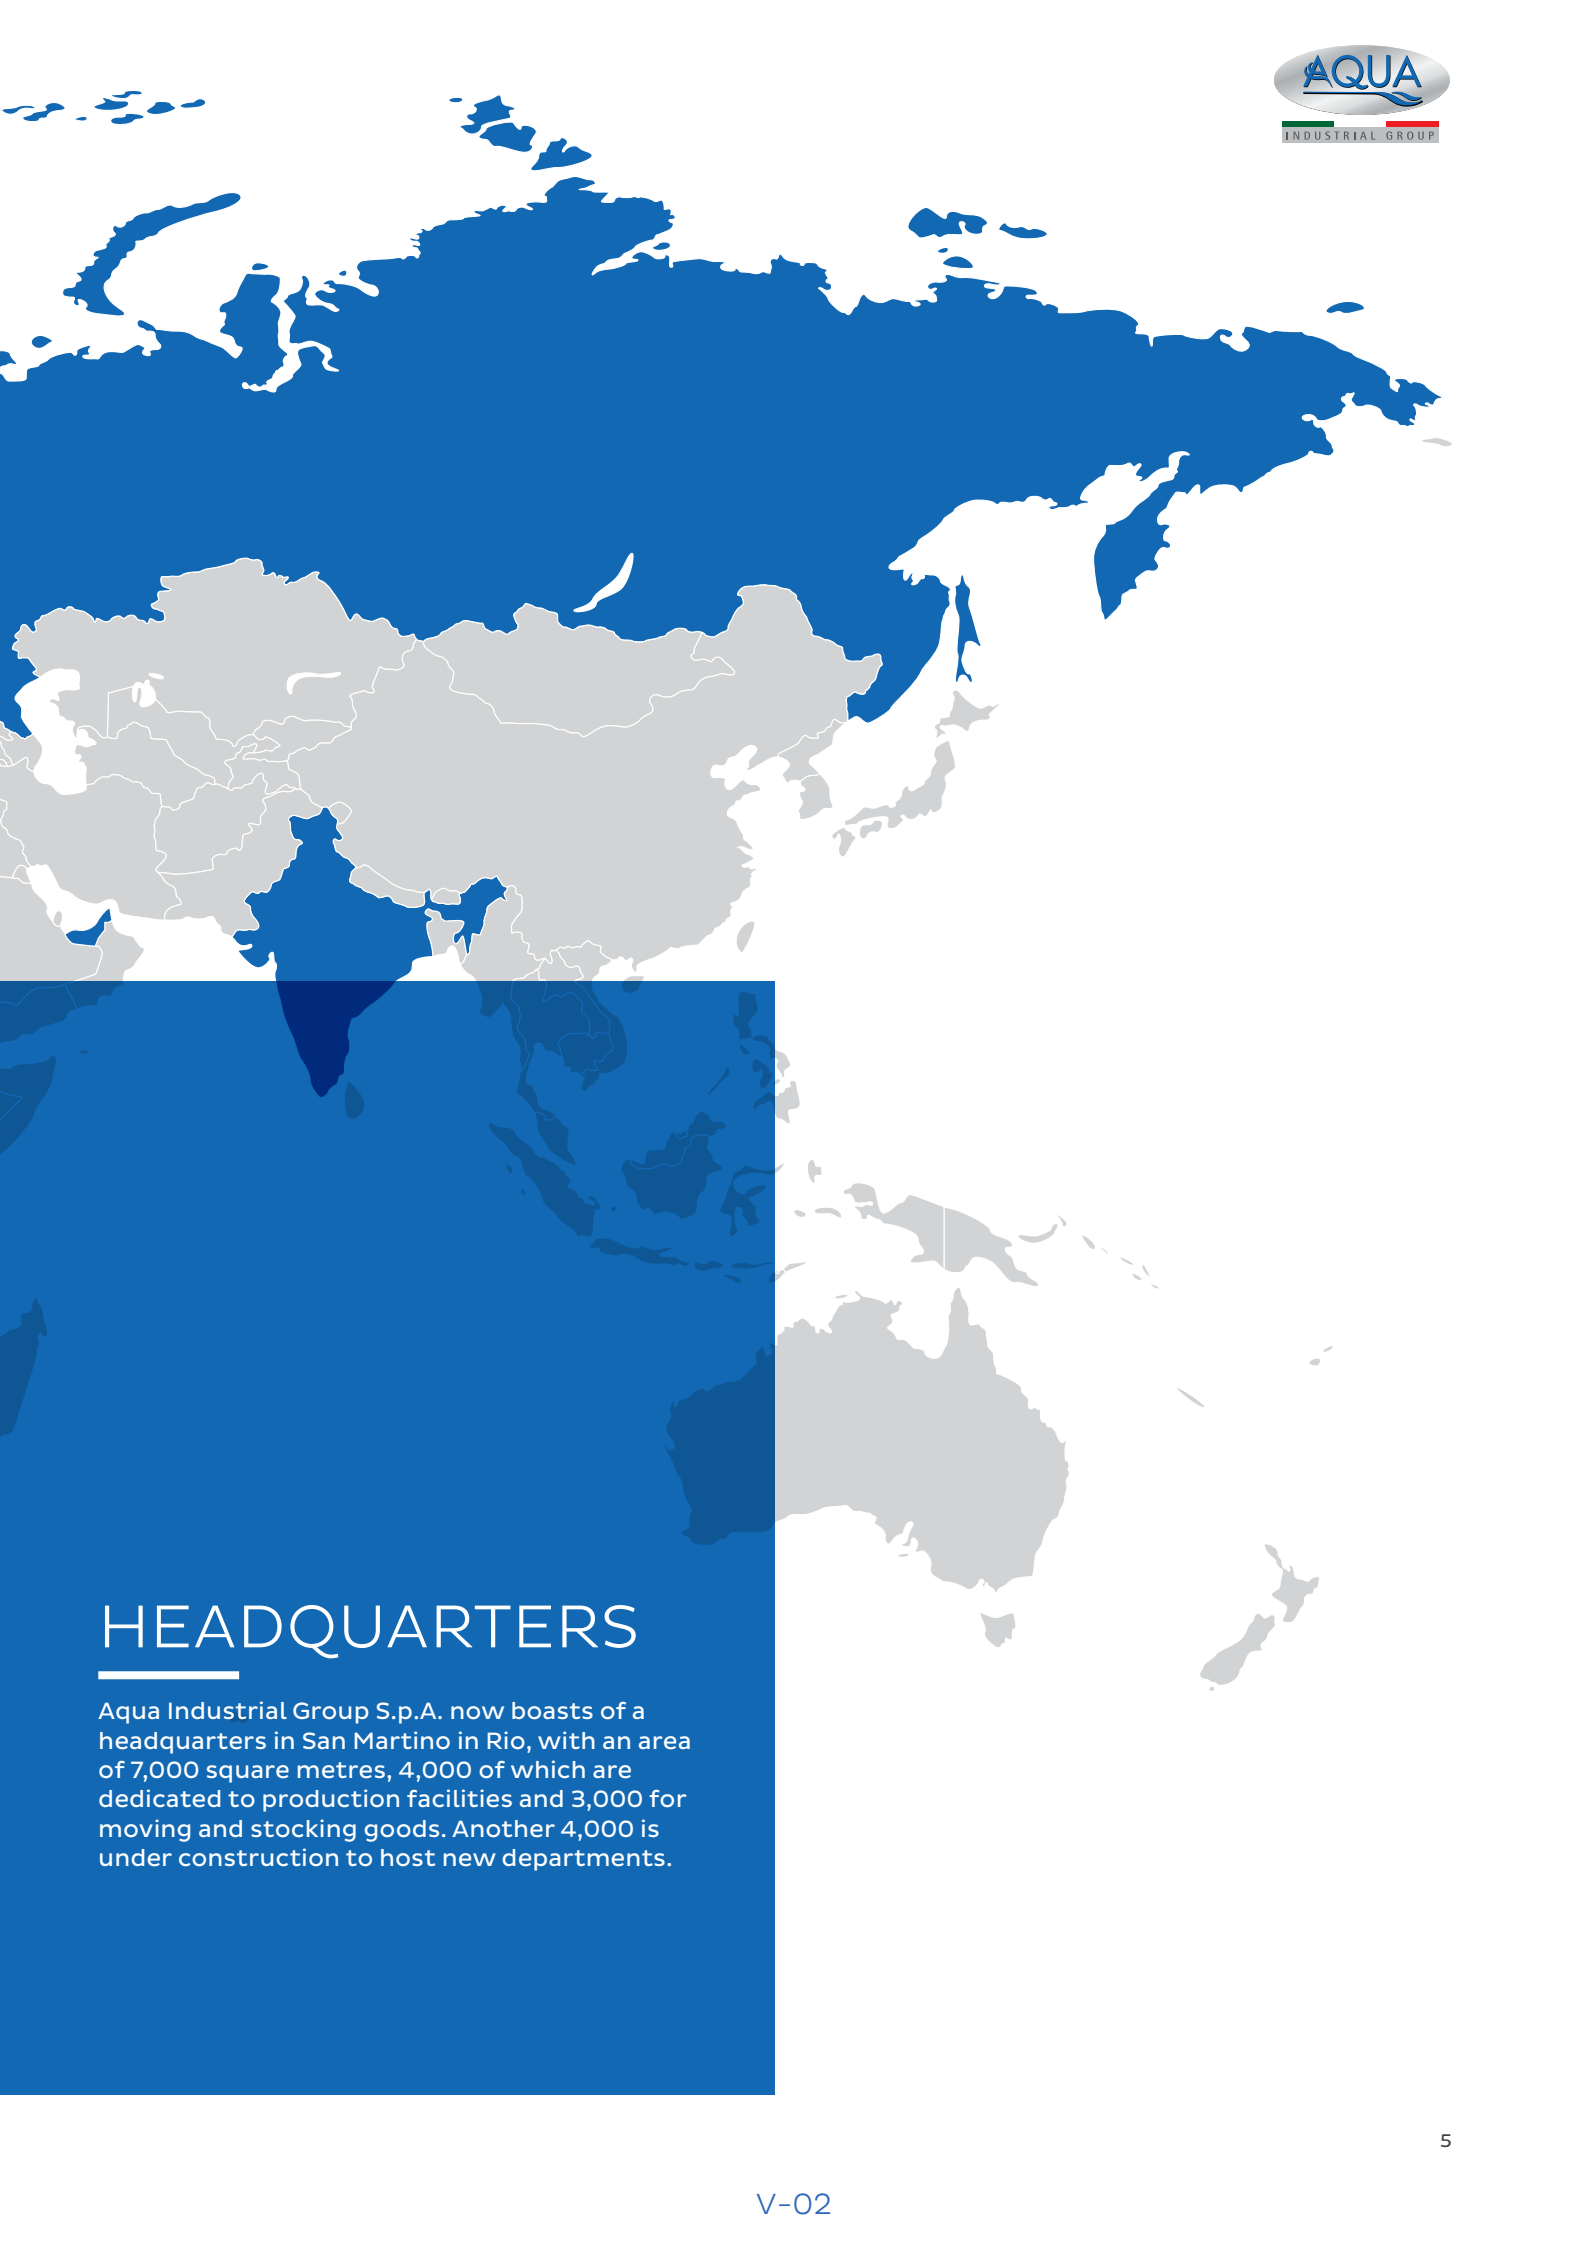 AQUA
INDUSTRIAL GROUP
HEADQUARTERS
Aqua Industrial Group S.p.A. now boasts of a
headquarters in San Martino in Rio, with an area
of 7,000 square metres, 4,000 of which are
dedicated to production facilities and 3,000 for
moving and stocking goods. Another 4,000 is
under construction to host new departments.
5
V-02